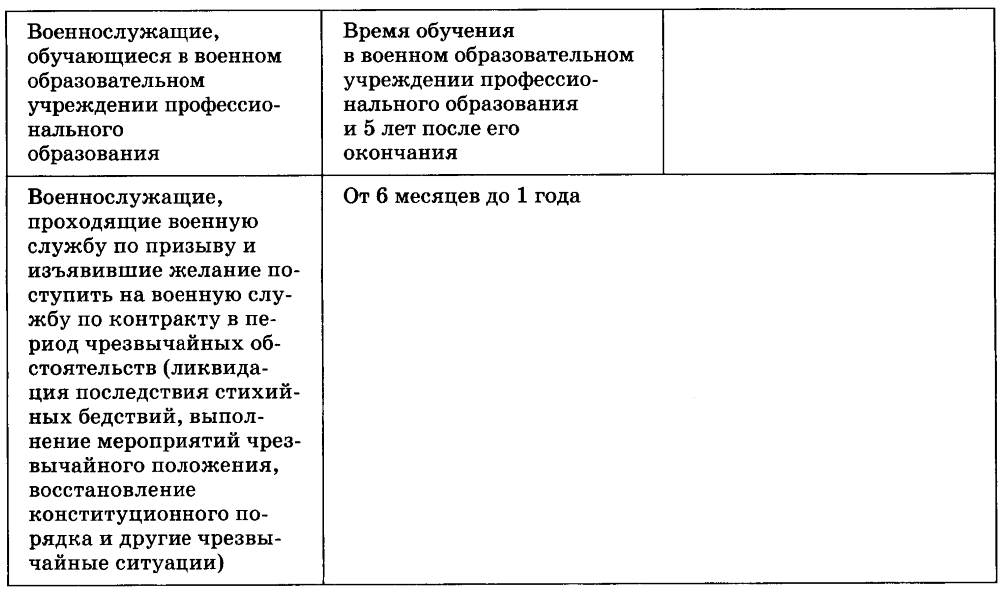 Военнослужащие,
обучающиеся в военном
образовательном
учреждении профессио-
нального
образования
Время обучения
в военном образовательном
учреждении профессио-
нального образования
и 5 лет после его
окончания
Военнослужащие,
проходящие военную
службу по призыву и
изъявившие желание по-
ступить на военную слу-
жбу по контракту в пе-
риод чрезвычайных об-
стоятельств (ликвида-
ция последствия стихий-
ных бедствий, выпол-
нение мероприятий чрез-
вычайного положения,
восстановление
конституционного по-
рядка и другие чрезвы-
чайные ситуации)
От 6 месяцев до 1 года